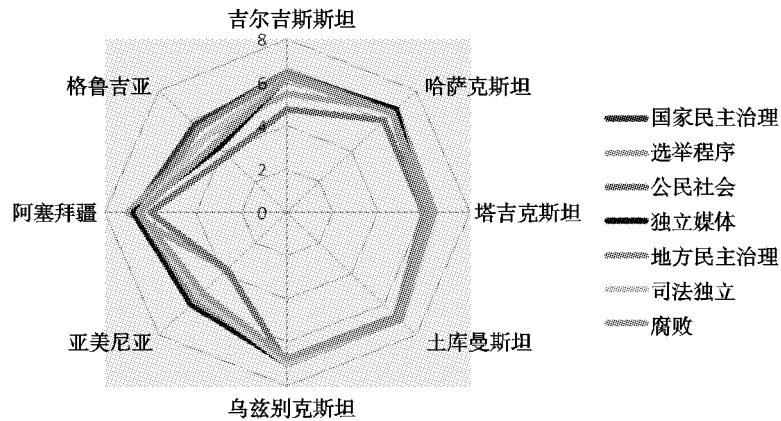 吉尔吉斯斯坦
8
格鲁吉亚
哈萨克斯坦
6
4
2
阿塞拜疆
0
塔吉克斯坦
亚美尼亚
土库曼斯坦
乌兹别克斯坦
国家民主治理
选举程序
公民社会
独立媒体
地方民主治理
司法独立
腐败